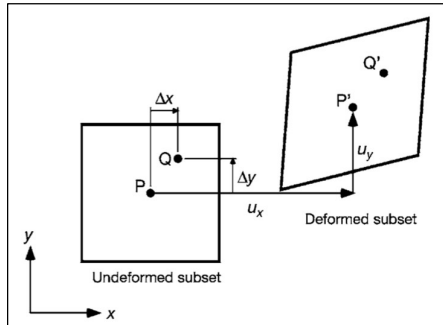 Q'
Δx
P'
Q
Δy
u_y
P
u_x
Deformed subset
y
Undeformed subset
x